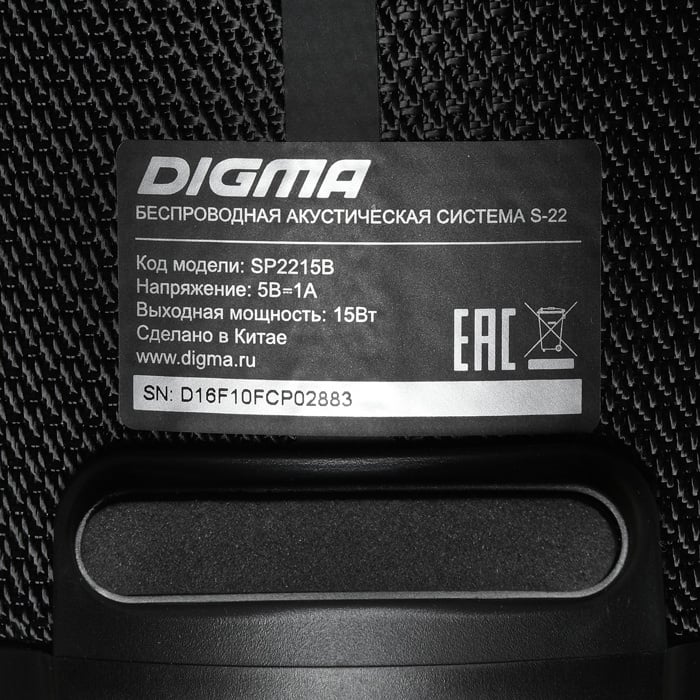 DIGMA
БЕСПРОВОДНАЯ АКУСТИЧЕСКАЯ СИСТЕМА S-22
Код модели: SP2215B
Напряжение: 5В=1А
Выходная мощность: 15Вт
Сделано в Китае
www.digma.ru
EAC
SN: D16F10FCP02883